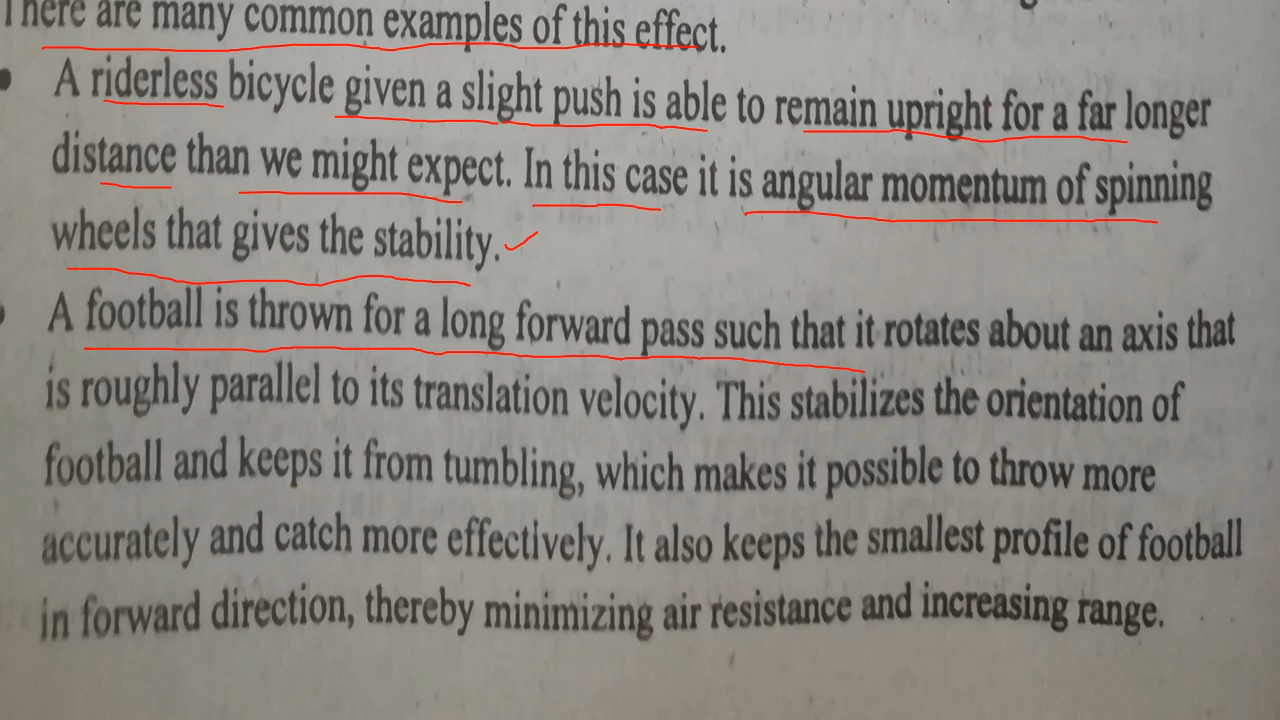 There are many common examples of this effect.
A riderless bicycle given a slight push is able to remain upright for a far longer
distance than we might expect. In this case it is angular momentum of spinning
wheels that gives the stability.
A football is thrown for a long forward pass such that it rotates about an axis that
is roughly parallel to its translation velocity. This stabilizes the orientation of
football and keeps it from tumbling, which makes it possible to throw more
accurately and catch more effectively. It also keeps the smallest profile of football
in forward direction, thereby minimizing air resistance and increasing range.